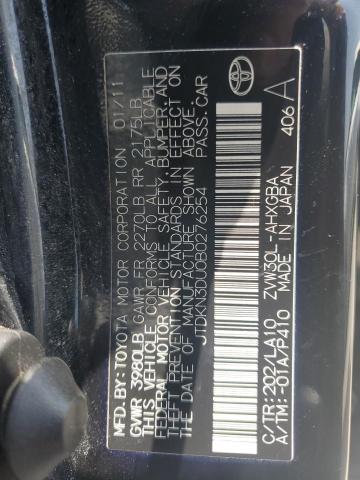 MFD.BY:TOYOTA MOTOR CORPORATION 01/11
GVWR 3980LB GAWR FR 2270LB RR 2175LB
THIS VEHICLE CONFORMS TO ALL APPLICABLE
FEDERAL MOTOR VEHICLE SAFETY, BUMPER, AND
THEFT PREVENTION STANDARDS IN EFFECT ON
THE DATE OF MANUFACTURE SHOWN ABOVE.
JTDKN3DU0B0276254 PASS.CAR
C/TR:202/LA10 ZVW30L-AHXGBA
A/TM:-01A/P410 MADE IN JAPAN 406 A